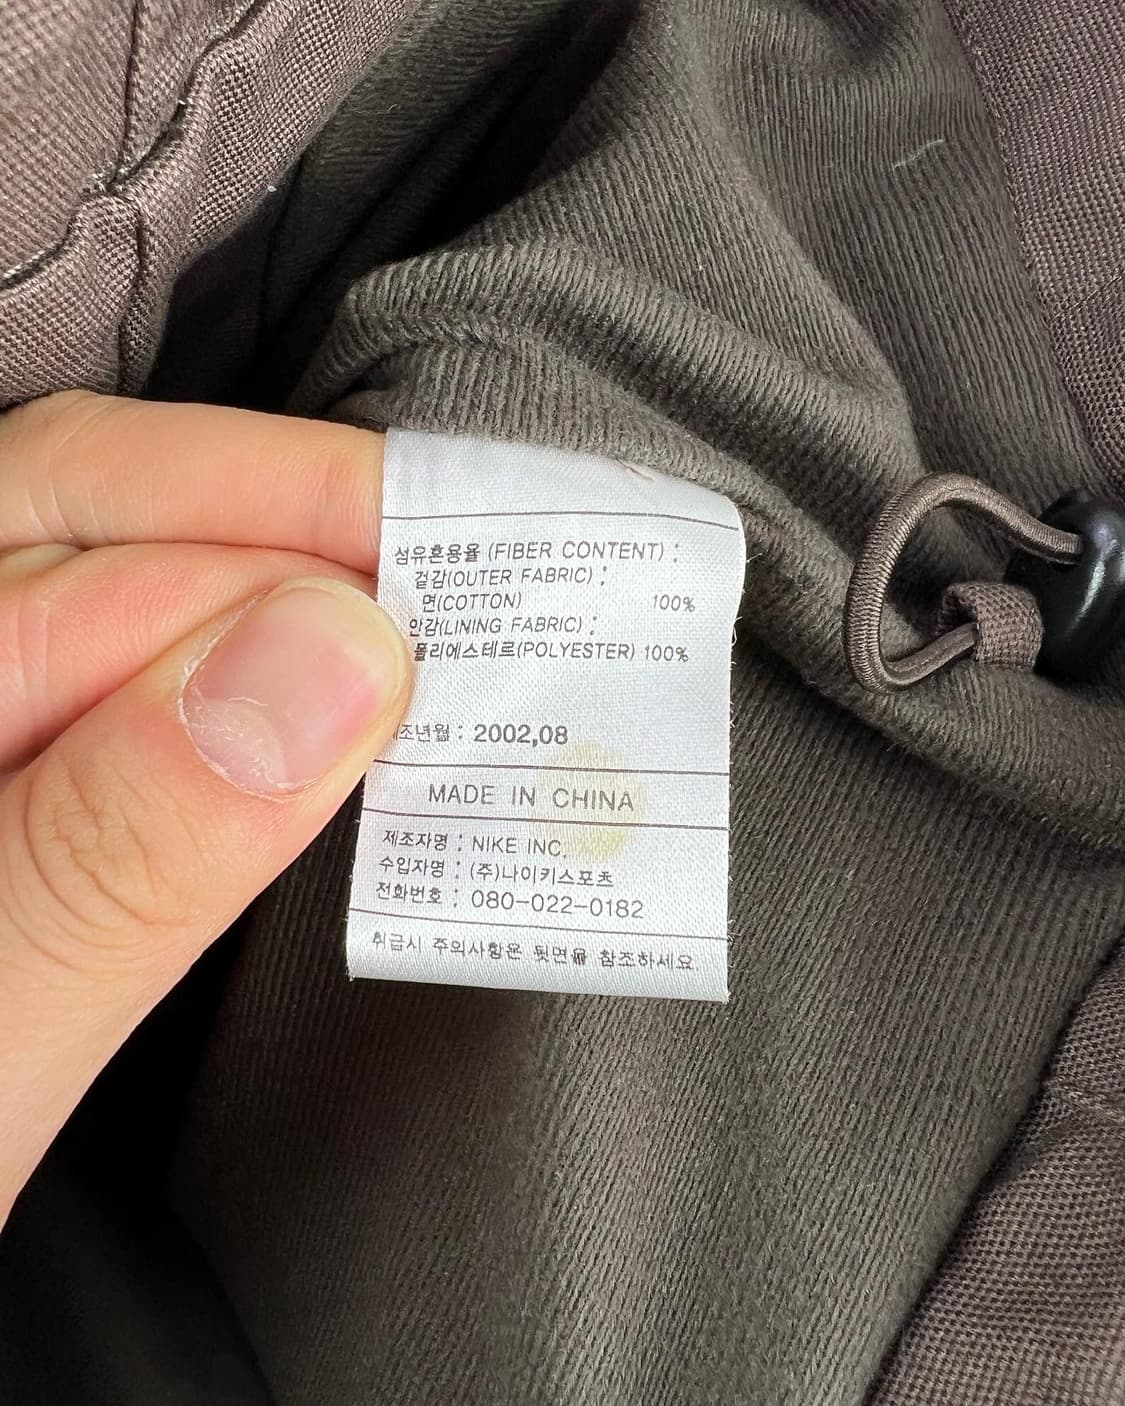 섬유혼용율 (FIBER CONTENT) :
겉감(OUTER FABRIC) :
면(COTTON) 100%
안감(LINING FABRIC) :
폴리에스테르(POLYESTER) 100%
조년월 : 2002,08
MADE IN CHINA
제조자명 : NIKE INC.
수입자명 : (주)나이키스포츠
전화번호 : 080-022-0182
취급시 주의사항은 뒷면을 참조하세요.